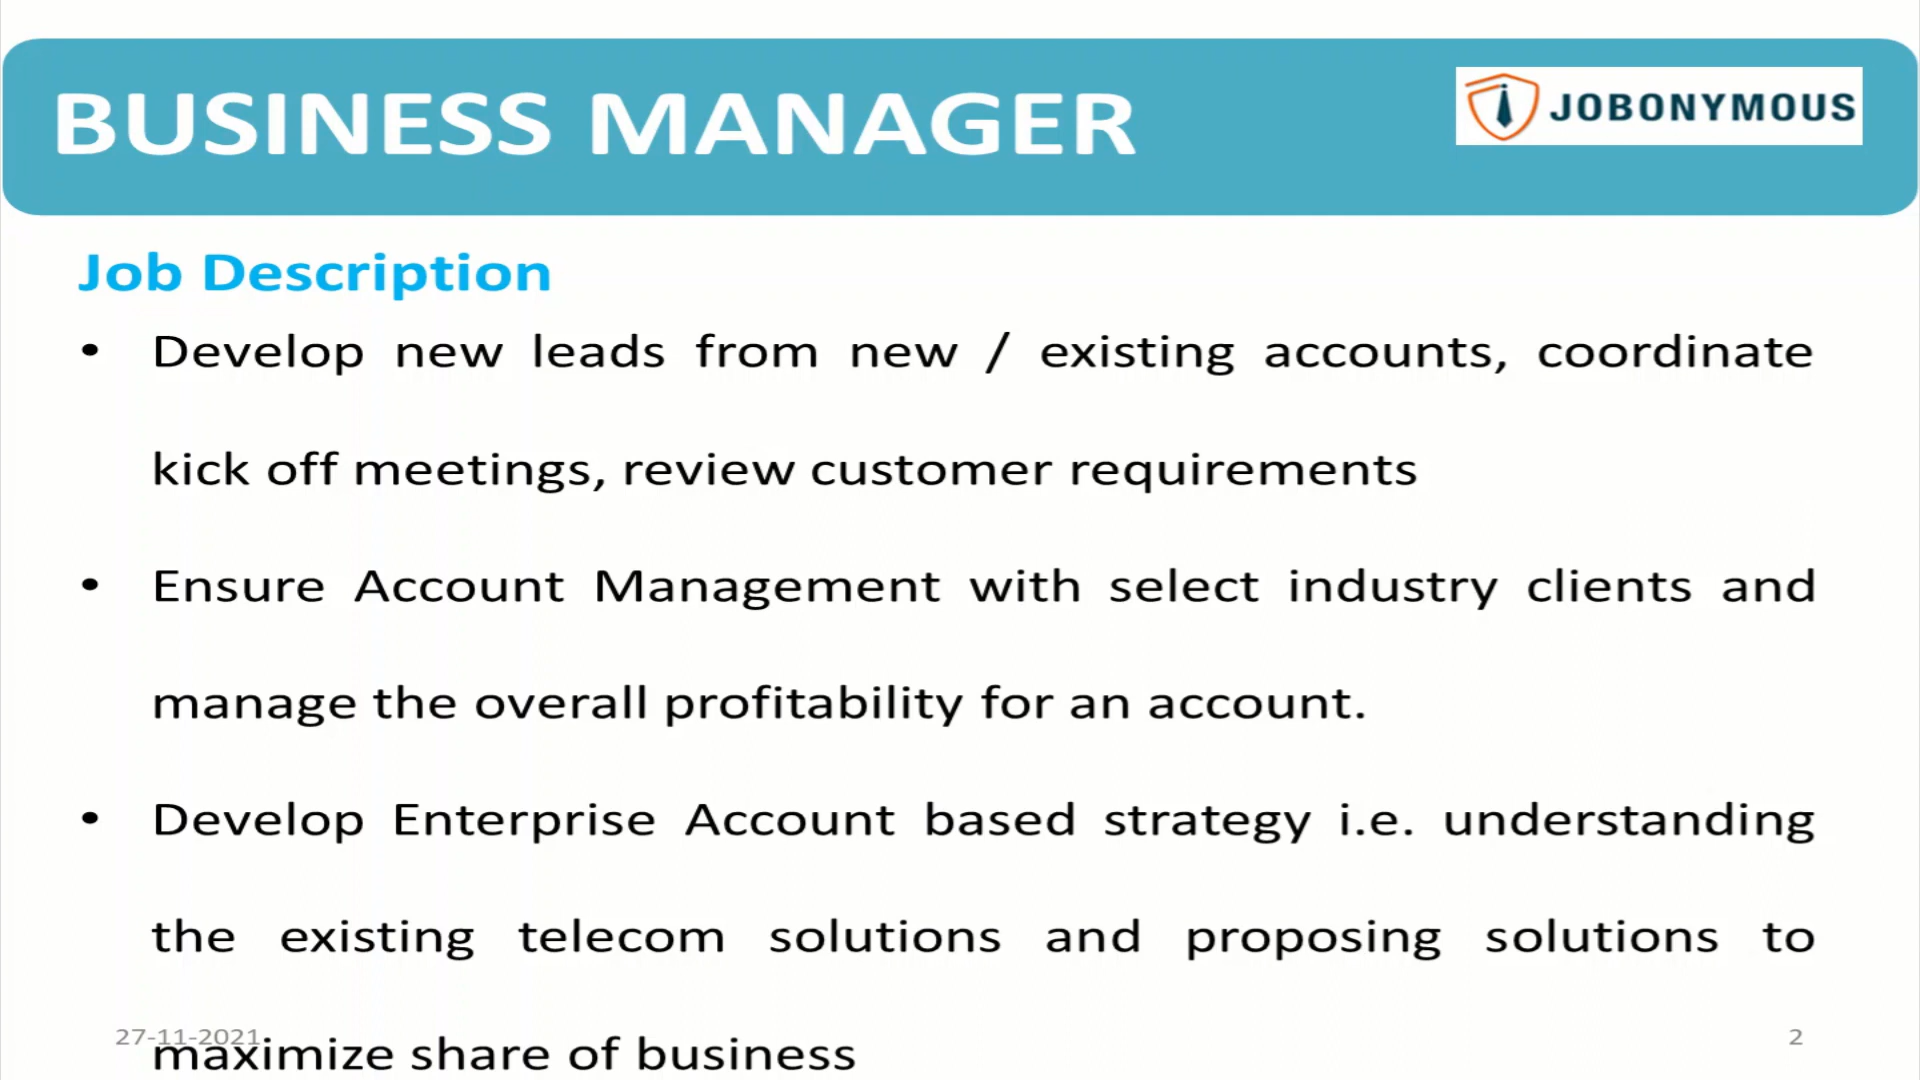 BUSINESS MANAGER
JOBONYMOUS
Job Description
• Develop new leads from new / existing accounts, coordinate
kick off meetings, review customer requirements
• Ensure Account Management with select industry clients and
manage the overall profitability for an account.
• Develop Enterprise Account based strategy i.e. understanding
the existing telecom solutions and proposing solutions to
maximize share of business
27-11-2021
2